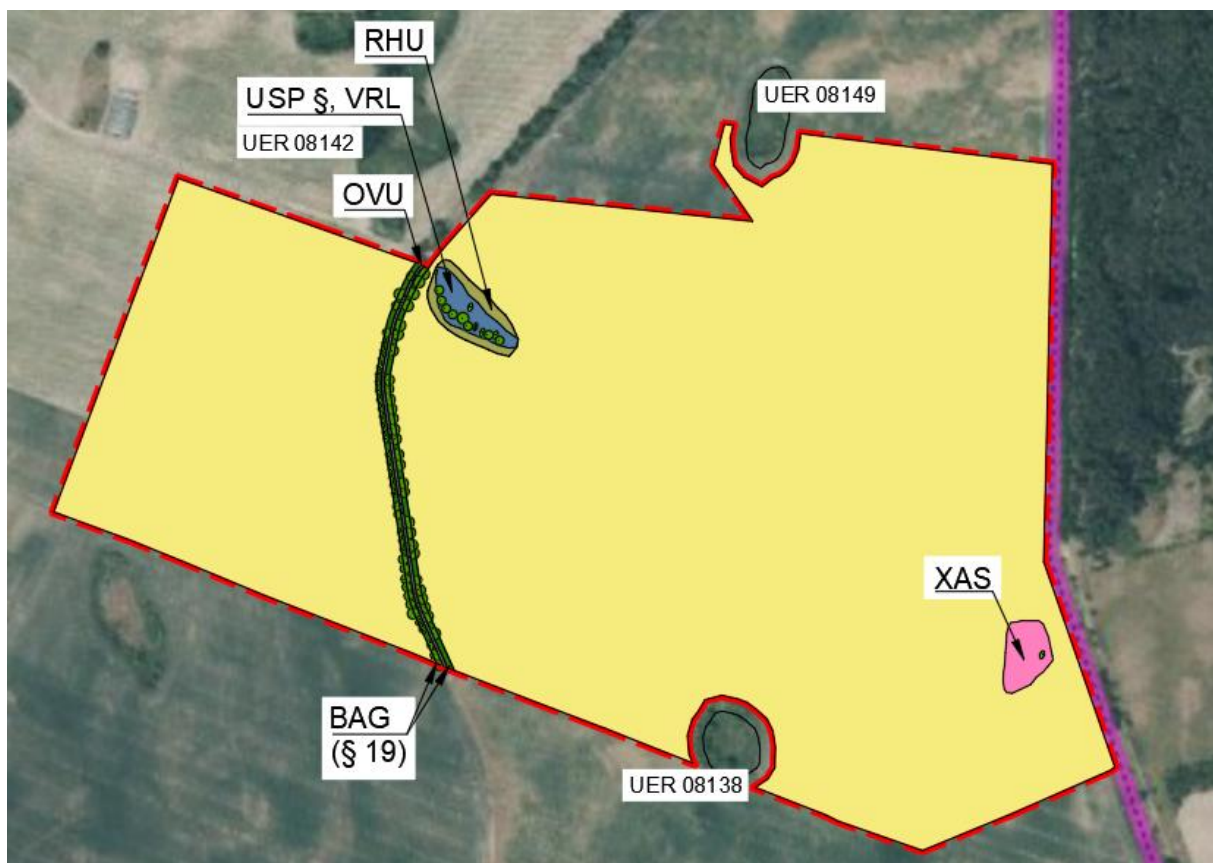 RHU
USP §, VRL
UER 08142
UER 08149
OVU
XAS
BAG
(§ 19)
UER 08138